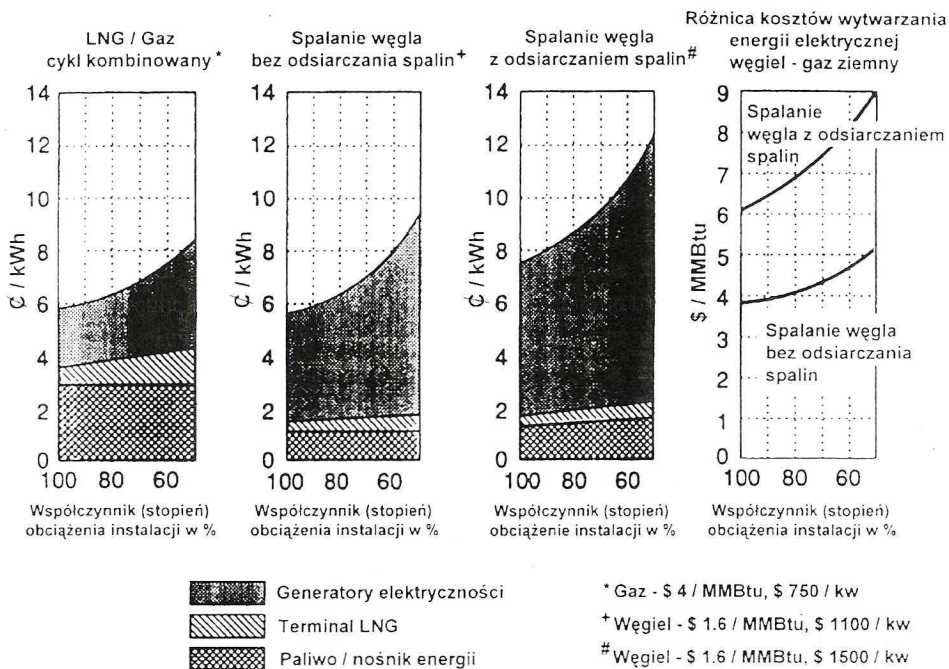 LNG / Gaz
cykl kombinowany *
14
12
10
8
6
4
2
0
₵ / kWh
100 80 60
Współczynnik (stopień)
obciążenia instalacji w %
Spalanie węgla
bez odsiarczania spalin +
14
12
10
8
6
4
2
0
₵ / kWh
100 80 60
Współczynnik (stopień)
obciążenia instalacji w %
Spalanie węgla
z odsiarczaniem spalin #
14
12
10
8
6
4
2
0
₵ / kWh
100 80 60
Współczynnik (stopień)
obciążenie instalacji w %
Różnica kosztów wytwarzania
energii elektrycznej
węgiel - gaz ziemny
9
8
7
6
5
4
3
2
1
0
$ / MMBtu
Spalanie
węgla z odsiarczaniem
spalin
Spalanie węgla
bez odsiarczania
spalin
100 80 60
Współczynnik (stopień)
obciążenia instalacji w %
Generatory elektryczności
Terminal LNG
Paliwo / nośnik energii
* Gaz - $ 4 / MMBtu, $ 750 / kw
+ Węgiel - $ 1.6 / MMBtu, $ 1100 / kw
# Węgiel - $ 1.6 / MMBtu, $ 1500 / kw